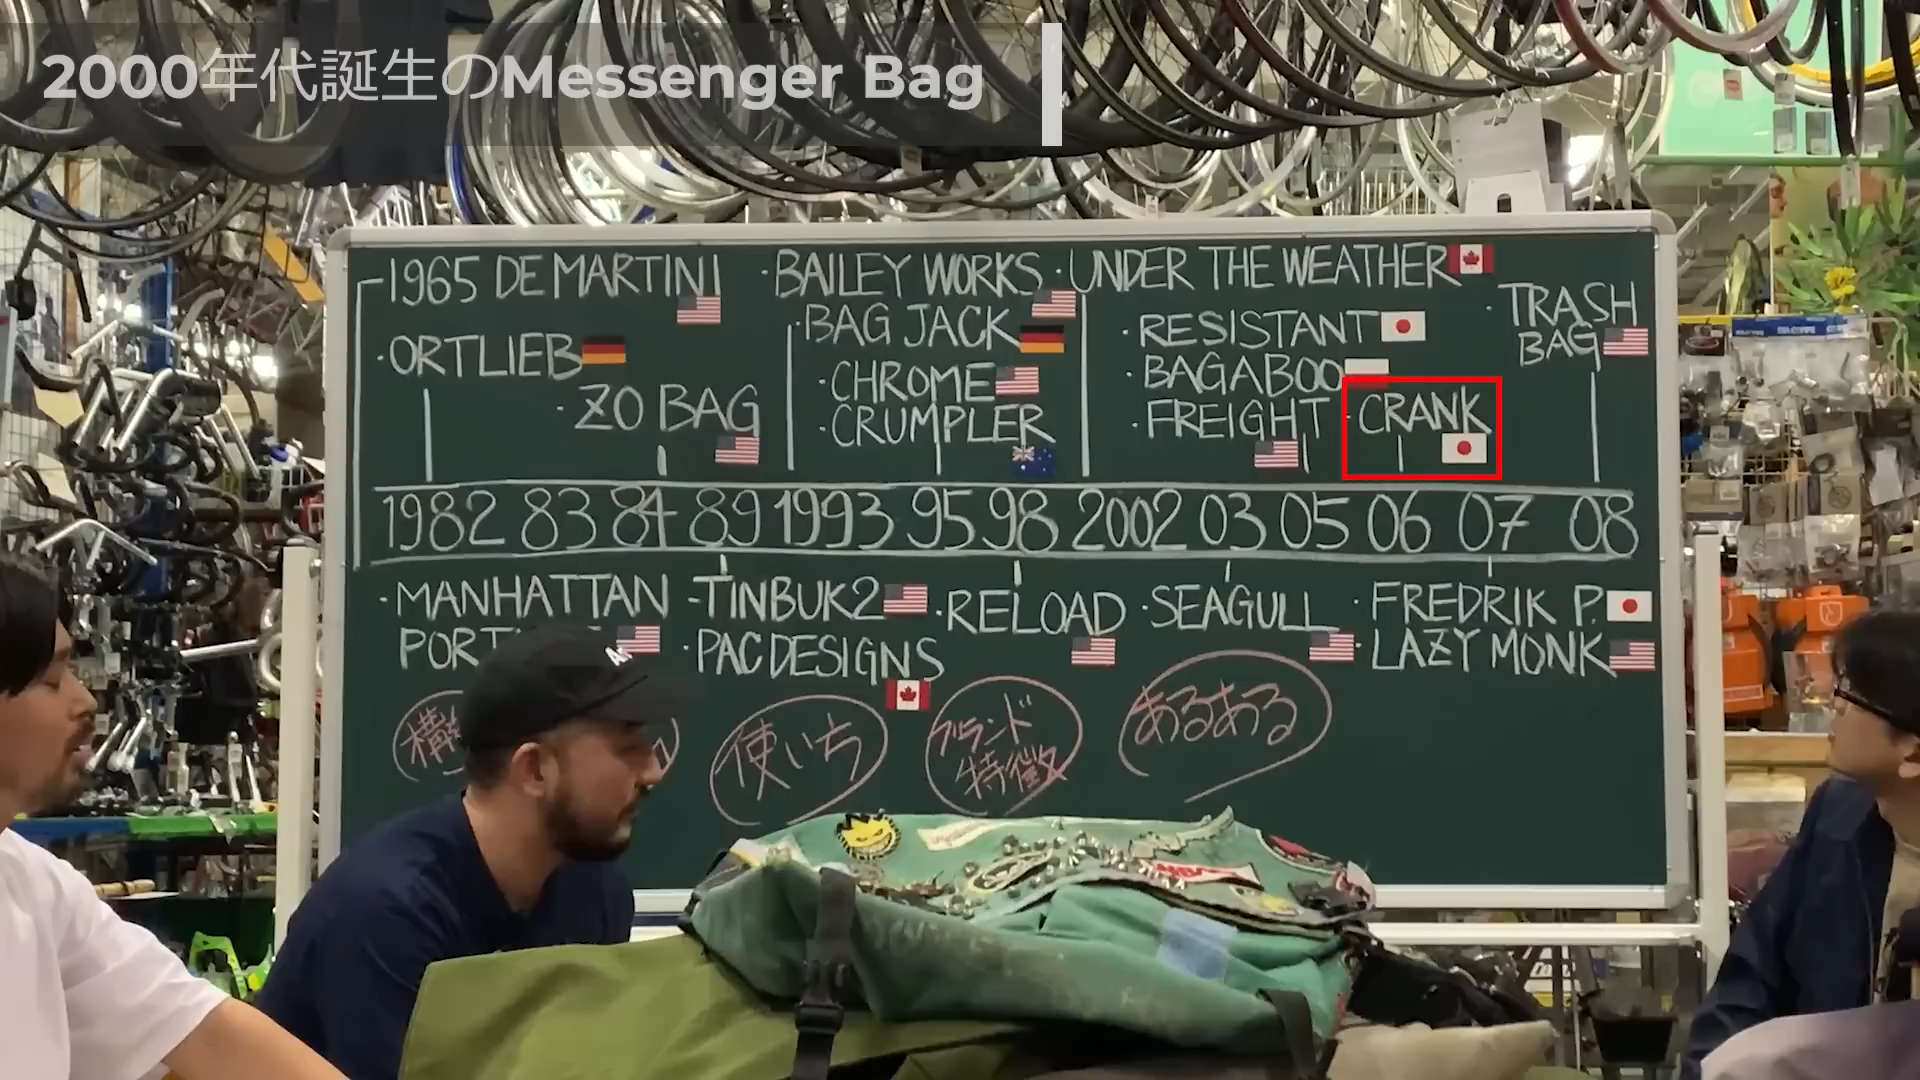 2000年代誕生のMessenger Bag
1965 DE MARTINI
・BAILEY WORKS
・UNDER THE WEATHER
・TRASH BAG
・ORTLIEB
・BAG JACK
・RESISTANT
・ZO BAG
・CHROME
・BAGABOO
・CRUMPLER
・FREIGHT
・CRANK
1982 83 84 89 1993 95 98 2002 03 05 06 07 08
・MANHATTAN
-TINBUK2
・RELOAD
・SEAGULL
・FREDRIK P.
・PAC DESIGNS
・LAZY MONK
使いち
ブランド
特徴
あるある